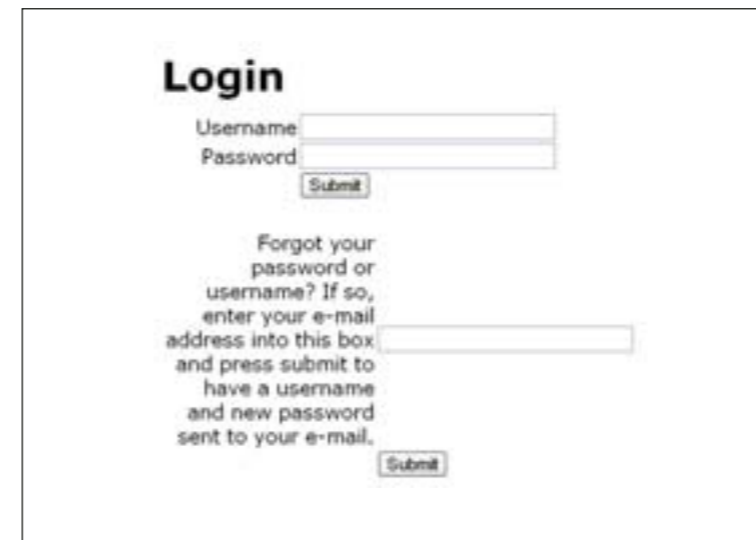 Login
Username
Password
Submit
Forgot your
password or
username? If so,
enter your e-mail
address into this box
and press submit to
have a username
and new password
sent to your e-mail.
Submit